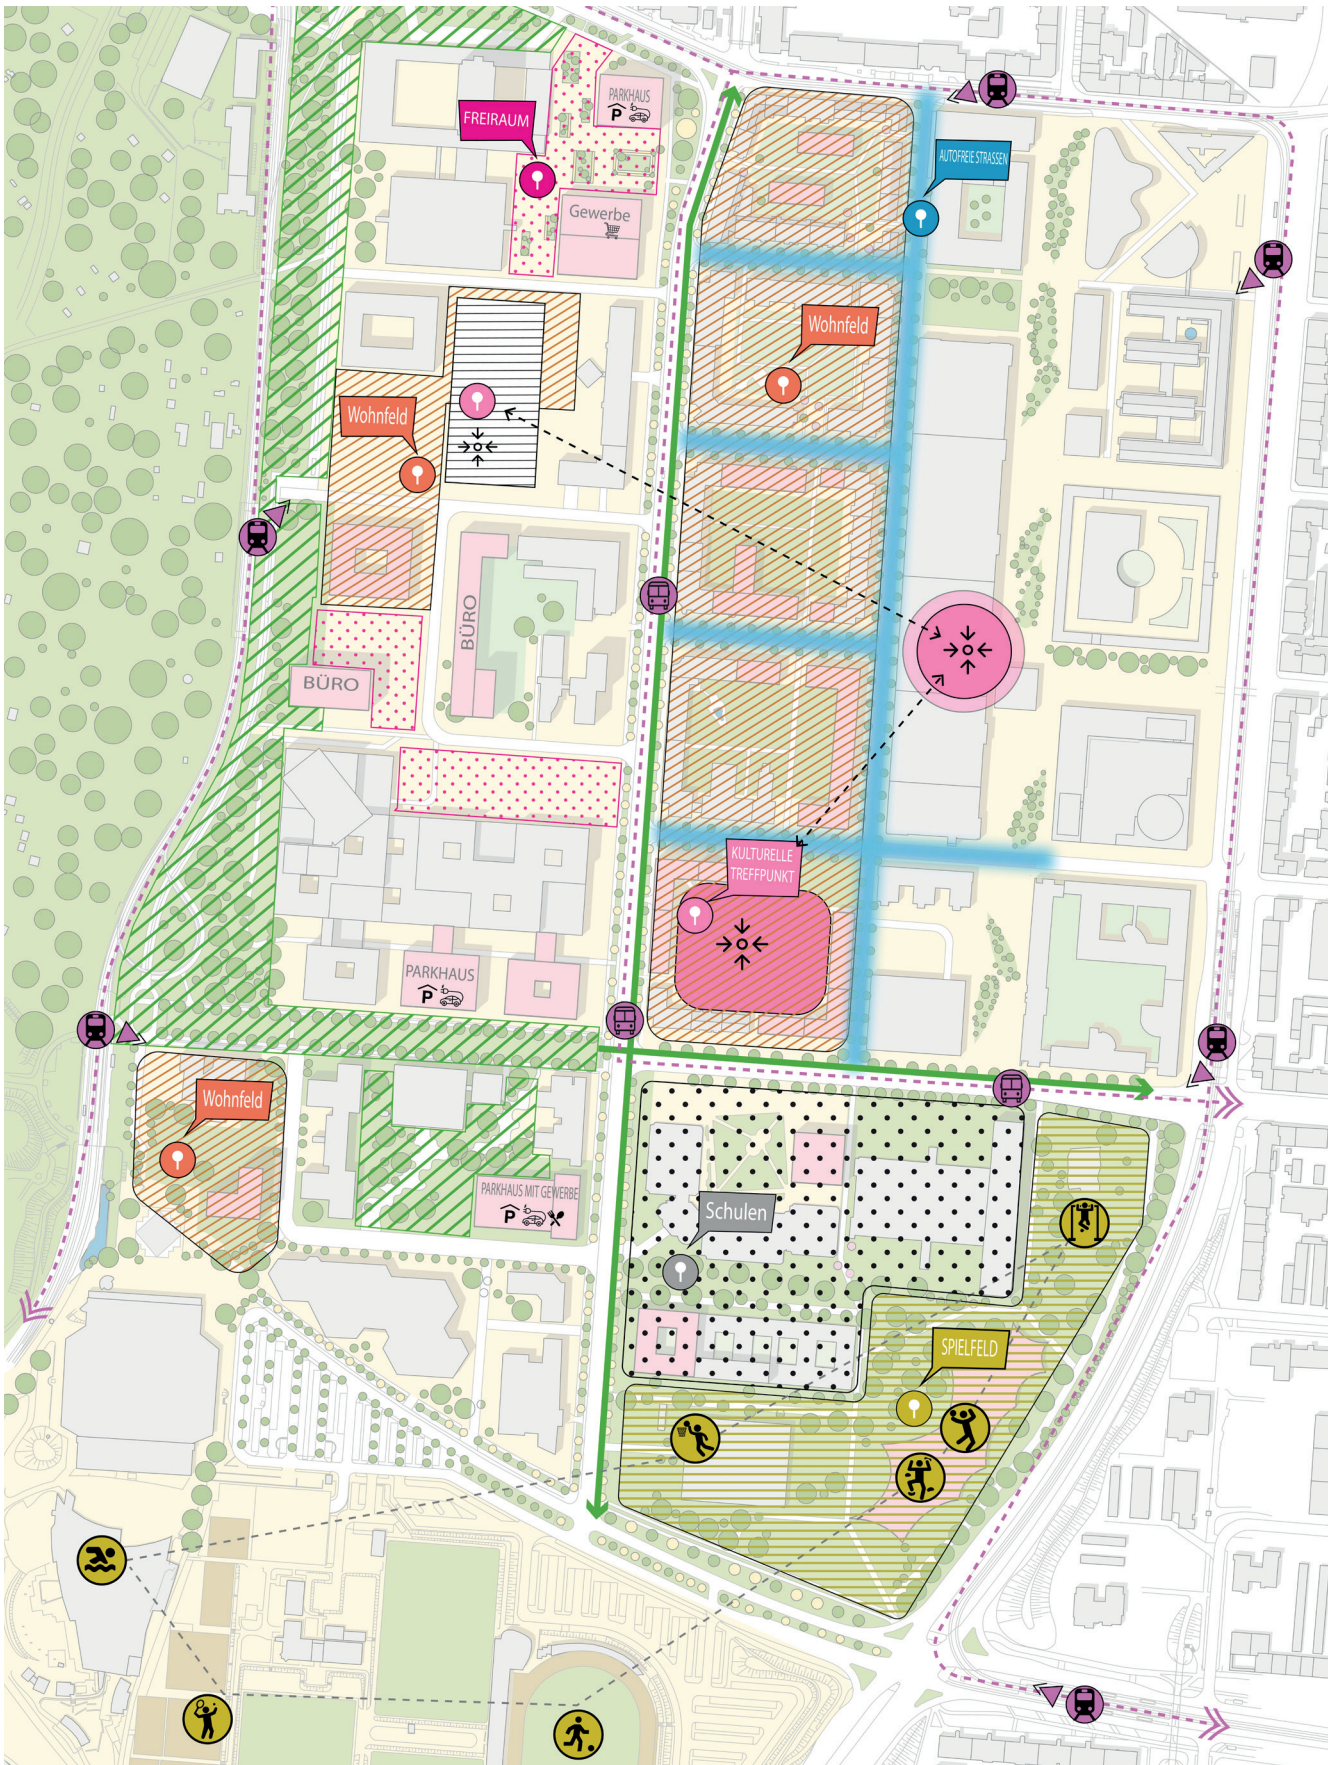 PARKHAUS
P
FREIRAUM
AUTOFREIE STRASSEN
Gewerbe
Wohnfeld
Wohnfeld
BÜRO
BÜRO
KULTURELLE
TREFFPUNKT
PARKHAUS
P
Wohnfeld
PARKHAUS MIT GEWERBE
P
Schulen
SPIELFELD